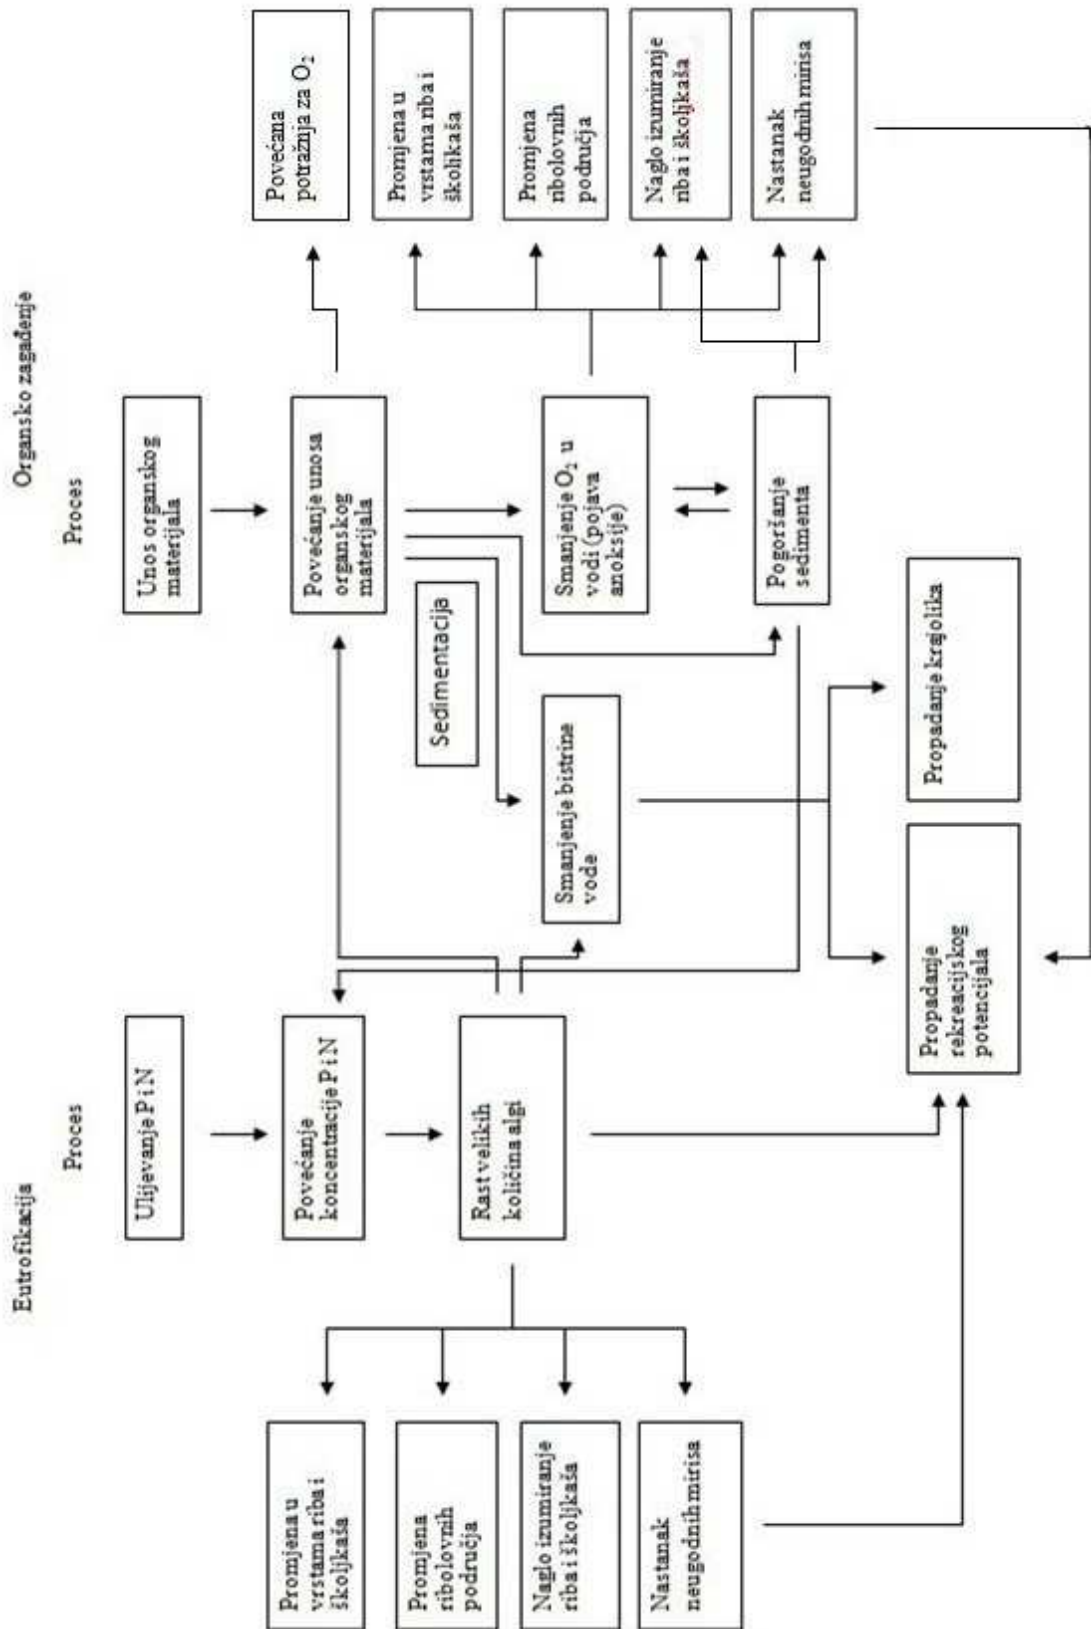 Eutrofikacija
Organsko zagađenje
Proces
Proces
Ulijevanje P i N
Unos organskog
materijala
Promjena u
vrstama riba i
školjkaša
Povećanje
koncentracije P i N
Povećanje unosa
organskog
materijala
Povećana
potražnja za O₂
Promjena
ribolovnih
područja
Rast velikih
količina algi
Sedimentacija
Promjena u
vrstama riba i
školikaša
Naglo izumiranje
riba i školjkaša
Smanjenje bistrine
vode
Smanjenje O₂ u
vodi (pojava
anoksije)
Promjena
ribolovnih
područja
Nastanak
neugodnih mirisa
Pogoršanje
sedimenta
Naglo izumiranje
riba i školjkaša
Nastanak
neugodnih mirisa
Propadanje
rekreacijskog
potencijala
Propadanje krajolika